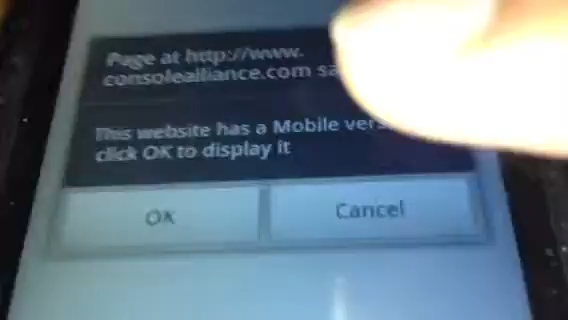 Page at http://www.
consolealliance.com
This website has a Mobile
click OK to display it
OK
Cancel